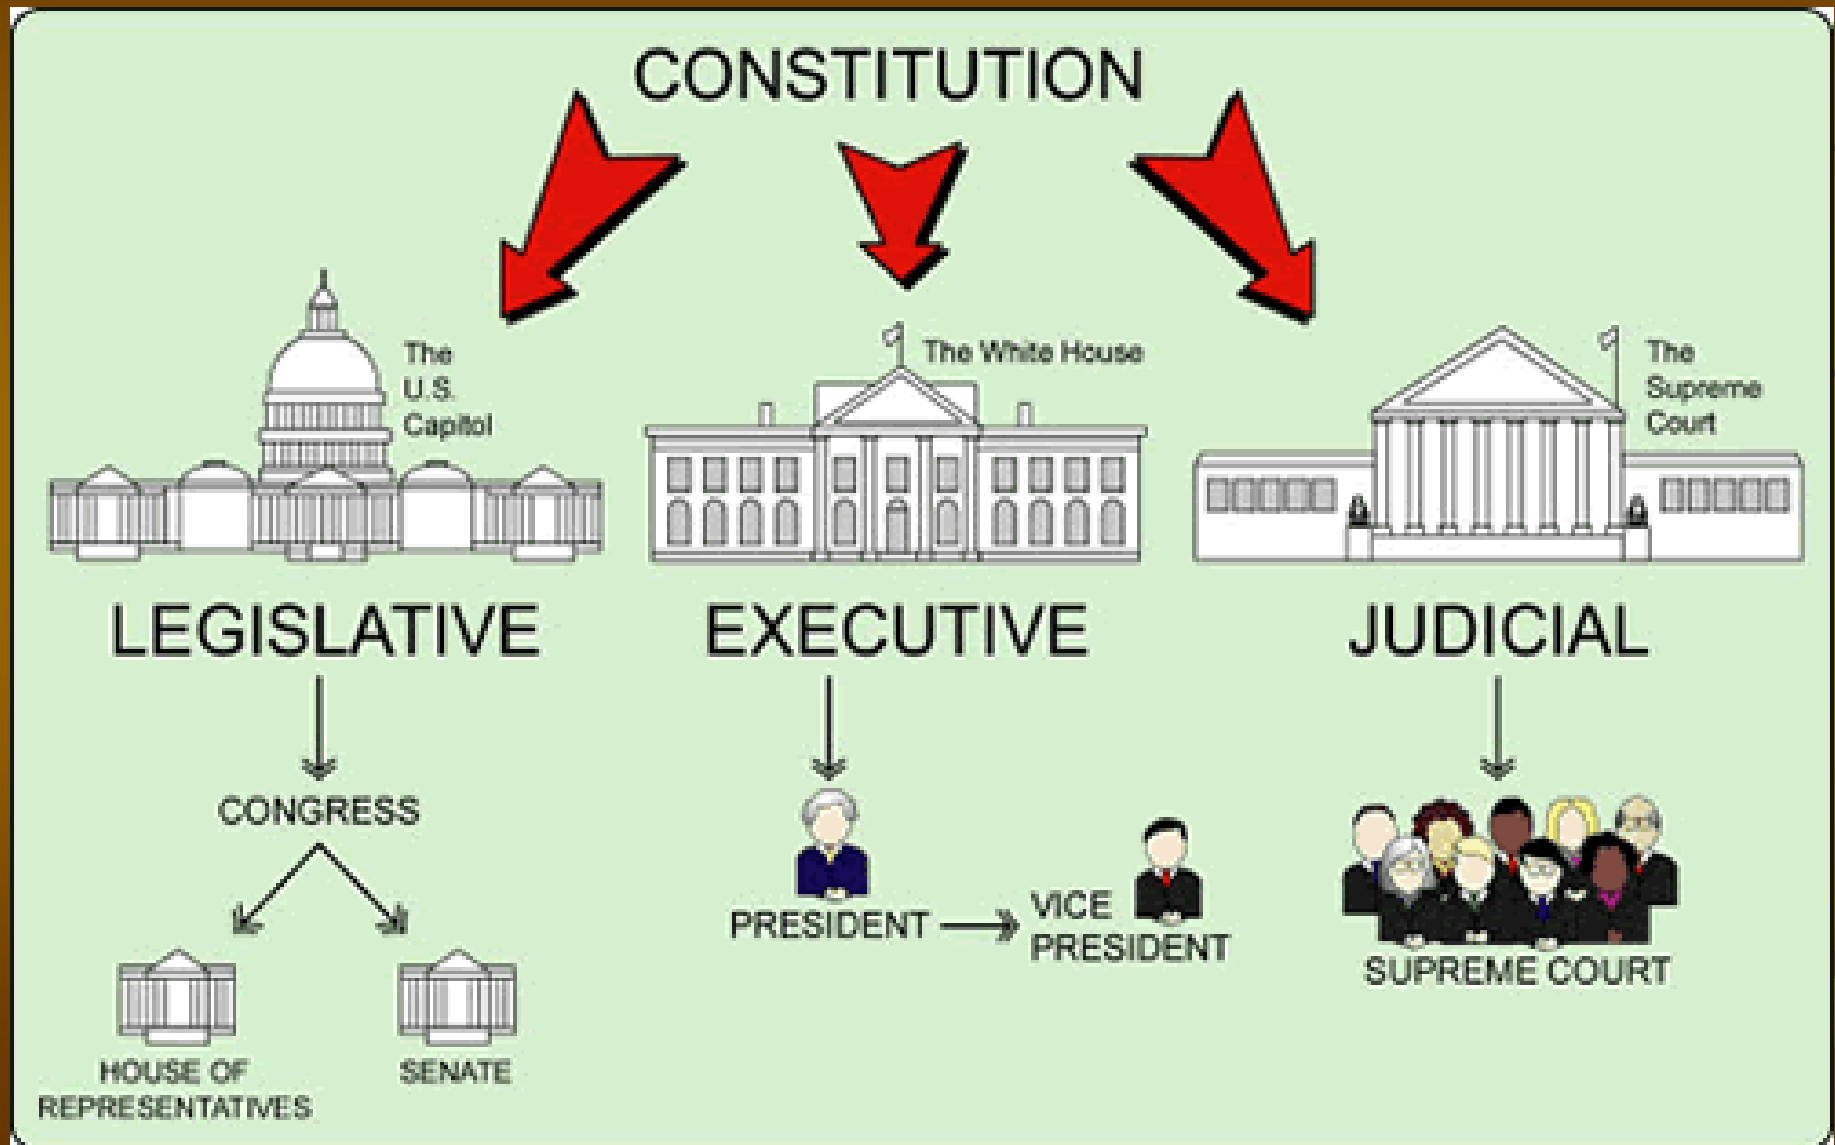 CONSTITUTION
The
U.S.
Capitol
The White House
The
Supreme
Court
LEGISLATIVE
EXECUTIVE
JUDICIAL
CONGRESS
HOUSE OF
REPRESENTATIVES
SENATE
PRESIDENT
VICE
PRESIDENT
SUPREME COURT